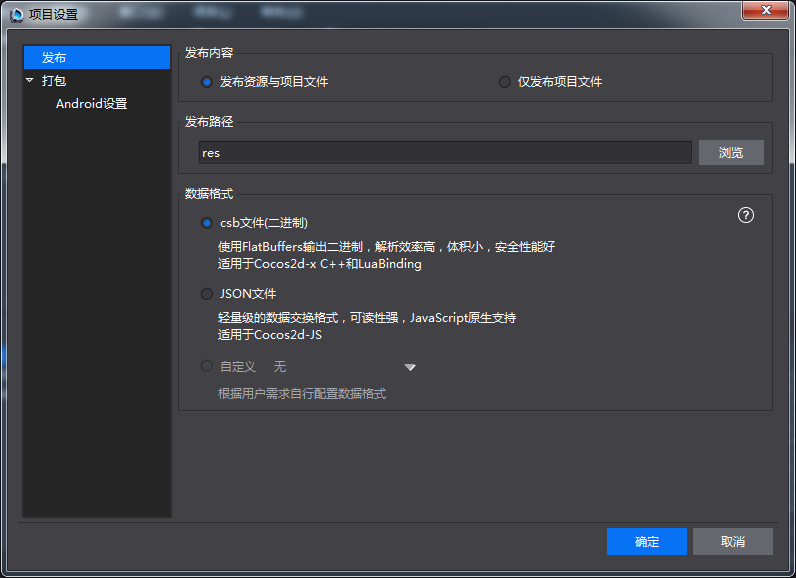 项目设置
发布
打包
Android设置
发布内容
发布资源与项目文件
仅发布项目文件
发布路径
res
浏览
数据格式
csb文件(二进制)
使用FlatBuffers输出二进制，解析效率高，体积小，安全性能好
适用于Cocos2d-x C++和LuaBinding
JSON文件
轻量级的数据交换格式，可读性强，JavaScript原生支持
适用于Cocos2d-JS
自定义 无
根据用户需求自行配置数据格式
确定
取消